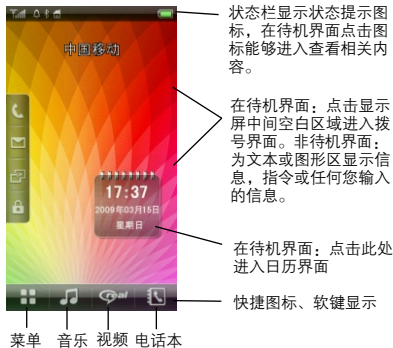 状态栏显示状态提示图
标，在待机界面点击图
标能够进入查看相关内
容。
中国移动
在待机界面：点击显示
屏中间空白区域进入拨
号界面。非待机界面：
为文本或图形区显示信
息，指令或任何您输入
的信息。
17:37
2009年03月15日
星期日
在待机界面：点击此处
进入日历界面
real
快捷图标、软键显示
菜单 音乐 视频 电话本